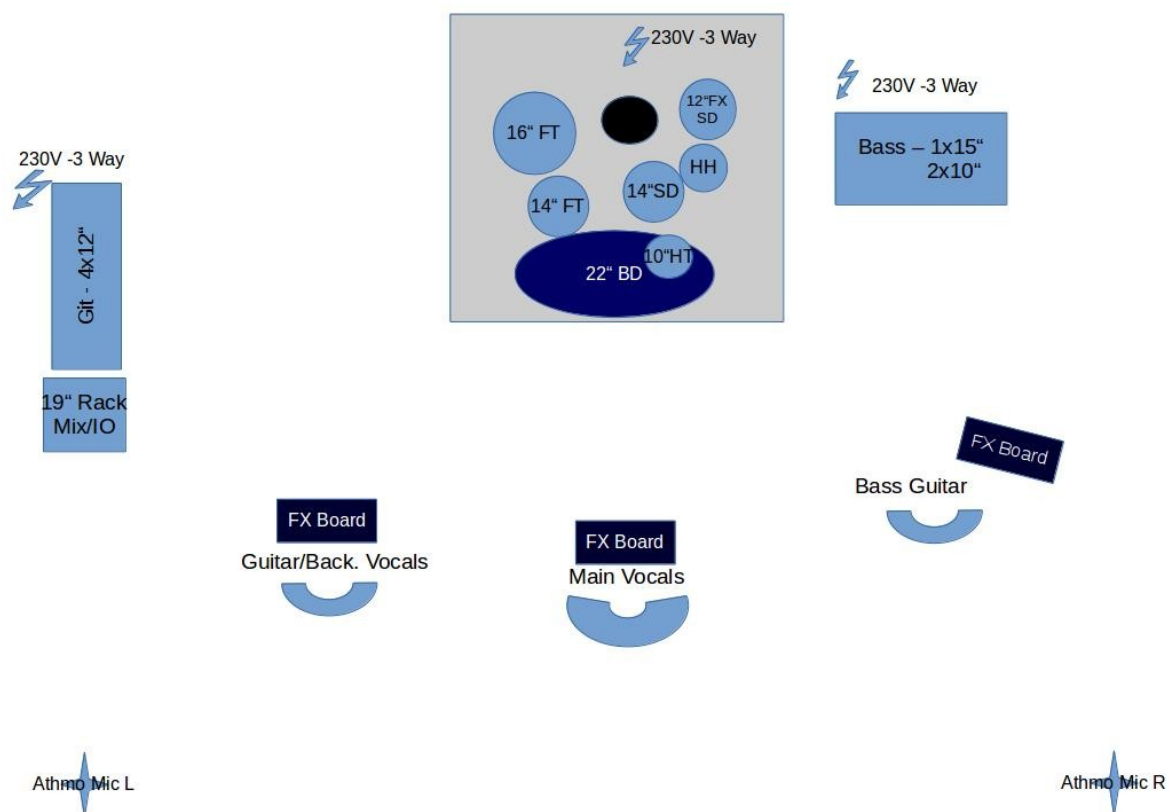 230V -3 Way
230V -3 Way
12“FX
SD
16“ FT
HH
14“SD
14“ FT
10“HT
22“ BD
Bass – 1x15“
2x10“
230V -3 Way
Git - 4x12“
19“ Rack
Mix/IO
FX Board
Bass Guitar
FX Board
Guitar/Back. Vocals
FX Board
Main Vocals
Athmo Mic L
Athmo Mic R